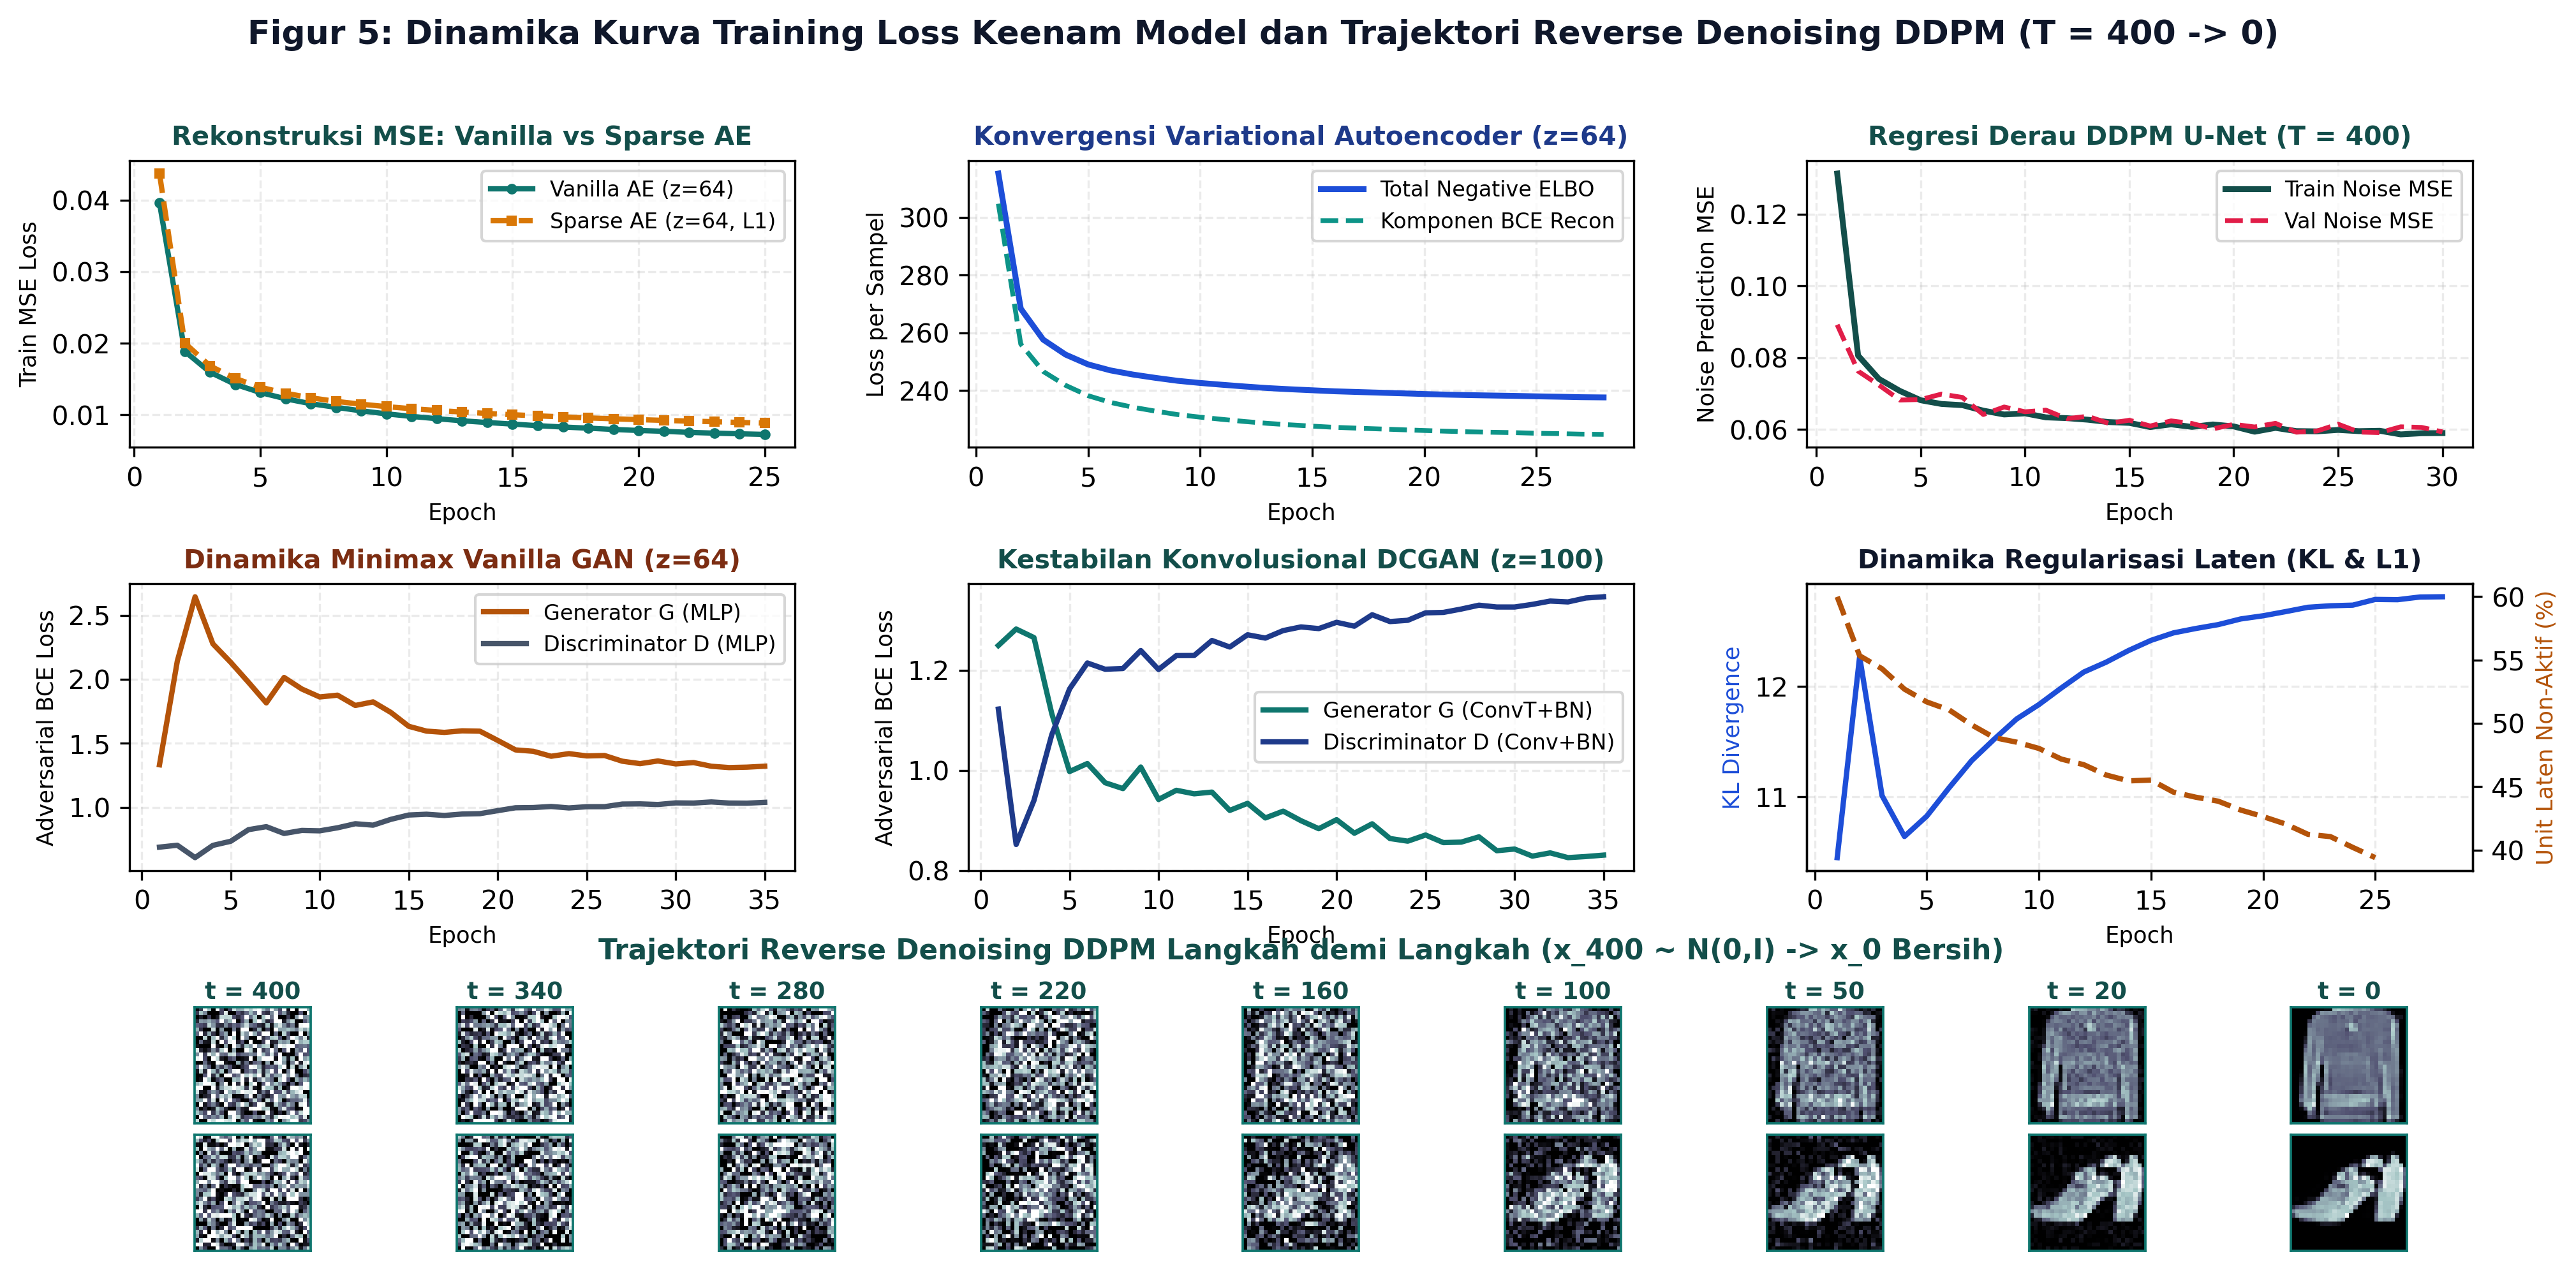 Figur 5: Dinamika Kurva Training Loss Keenam Model dan Trajektori Reverse Denoising DDPM (T = 400 -> 0)
Rekonstruksi MSE: Vanilla vs Sparse AE
Train MSE Loss
0.04
0.03
0.02
0.01
Vanilla AE (z=64)
Sparse AE (z=64, L1)
0 5 10 15 20 25
Epoch
Konvergensi Variational Autoencoder (z=64)
Loss per Sampel
300
280
260
240
Total Negative ELBO
Komponen BCE Recon
0 5 10 15 20 25
Epoch
Regresi Derau DDPM U-Net (T = 400)
Noise Prediction MSE
0.12
0.10
0.08
0.06
Train Noise MSE
Val Noise MSE
0 5 10 15 20 25 30
Epoch
Dinamika Minimax Vanilla GAN (z=64)
Adversarial BCE Loss
2.5
2.0
1.5
1.0
Generator G (MLP)
Discriminator D (MLP)
0 5 10 15 20 25 30 35
Epoch
Kestabilan Konvolusional DCGAN (z=100)
Adversarial BCE Loss
1.2
1.0
0.8
Generator G (ConvT+BN)
Discriminator D (Conv+BN)
0 5 10 15 20 25 30 35
Epoch
Dinamika Regularisasi Laten (KL & L1)
KL Divergence
12
11
60
55
50
45
40
Unit Laten Non-Aktif (%)
0 5 10 15 20 25
Epoch
Trajektori Reverse Denoising DDPM Langkah demi Langkah (x_400 ~ N(0,I) -> x_0 Bersih)
t = 400 t = 340 t = 280 t = 220 t = 160 t = 100 t = 50 t = 20 t = 0